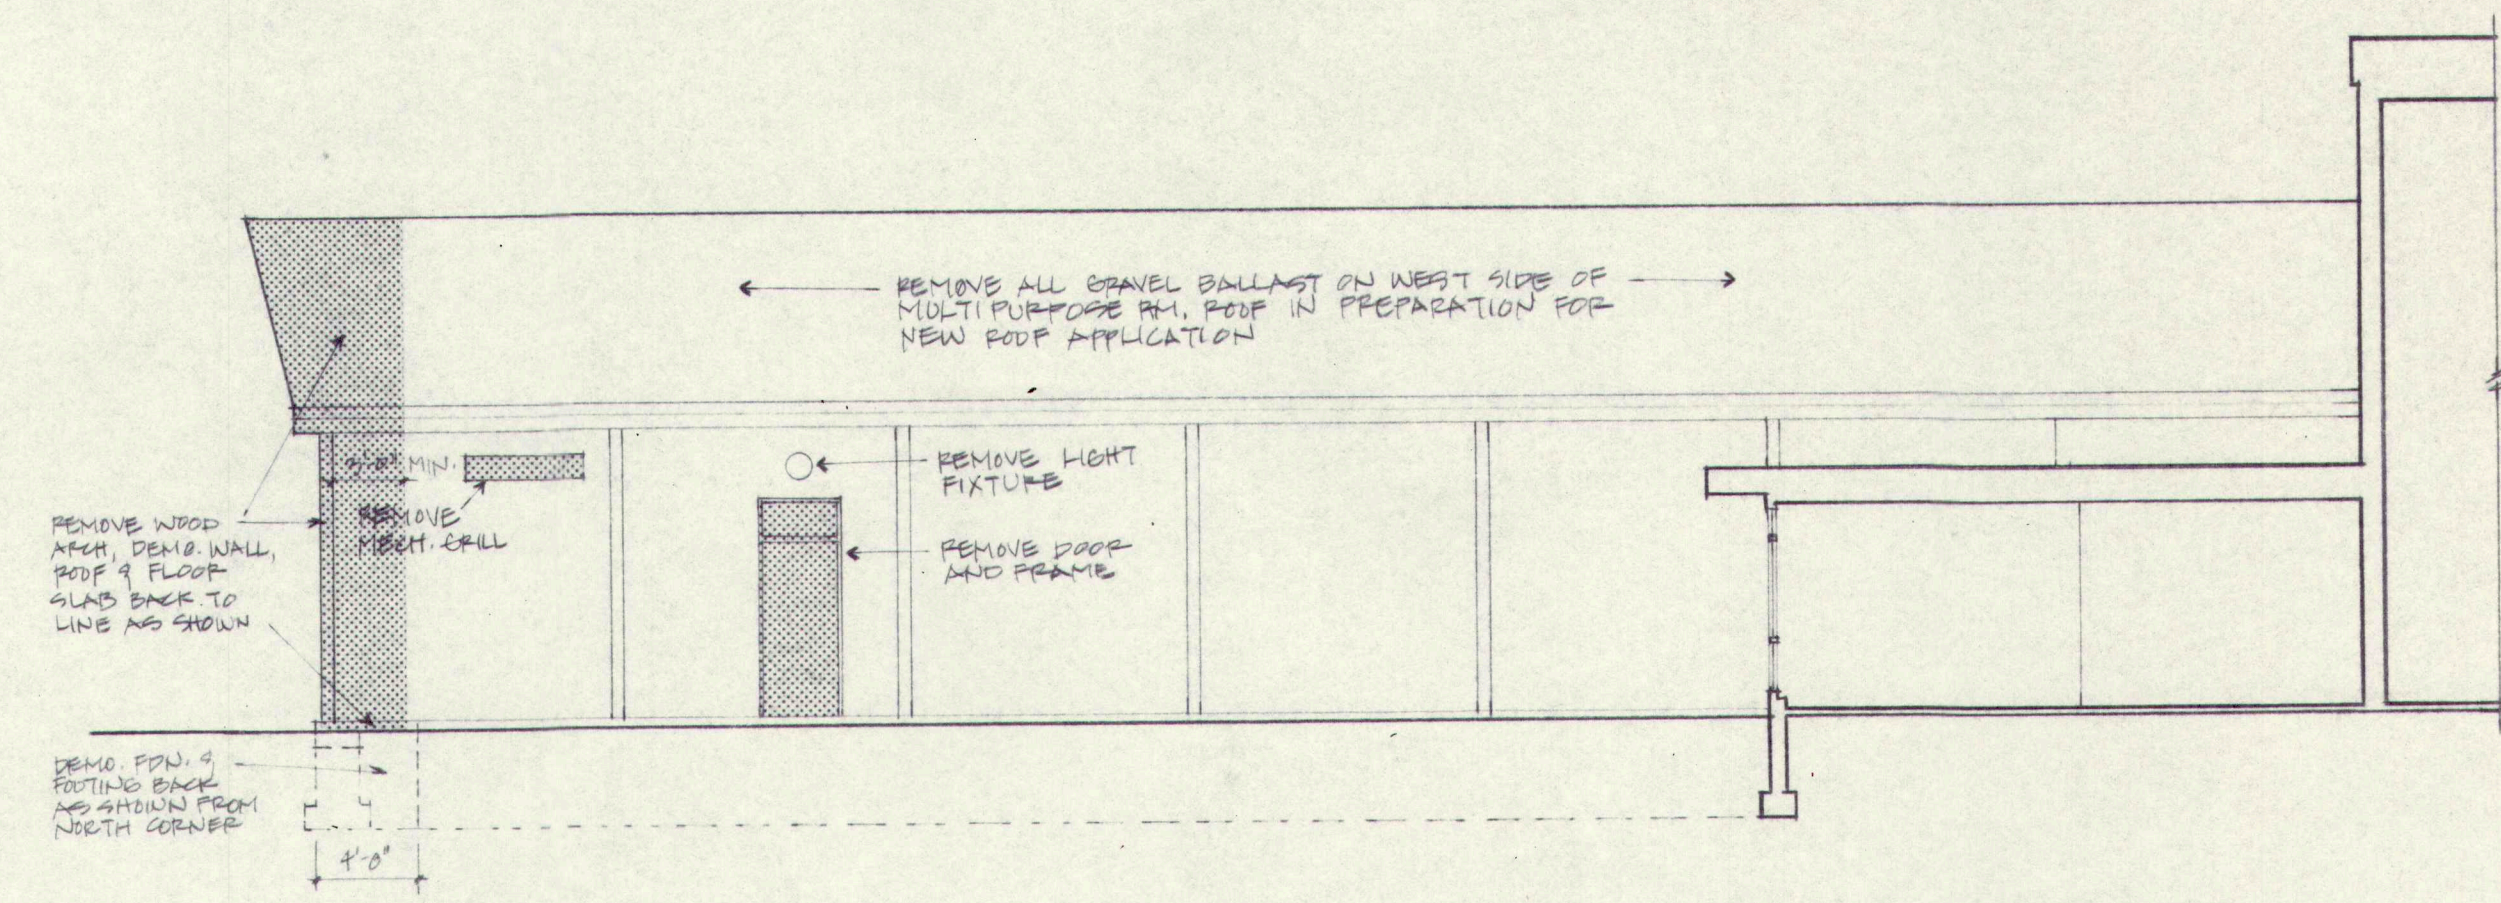 REMOVE ALL GRAVEL BALLAST ON WEST SIDE OF
MULTIPURPOSE RM. ROOF IN PREPARATION FOR
NEW ROOF APPLICATION
3'-0" MIN.
REMOVE
MECH. GRILL
REMOVE LIGHT
FIXTURE
REMOVE DOOR
AND FRAME
REMOVE WOOD
ARCH, DEMO. WALL,
ROOF & FLOOR
SLAB BACK TO
LINE AS SHOWN
DEMO. FDN. &
FOOTING BACK
AS SHOWN FROM
NORTH CORNER
4'-0"